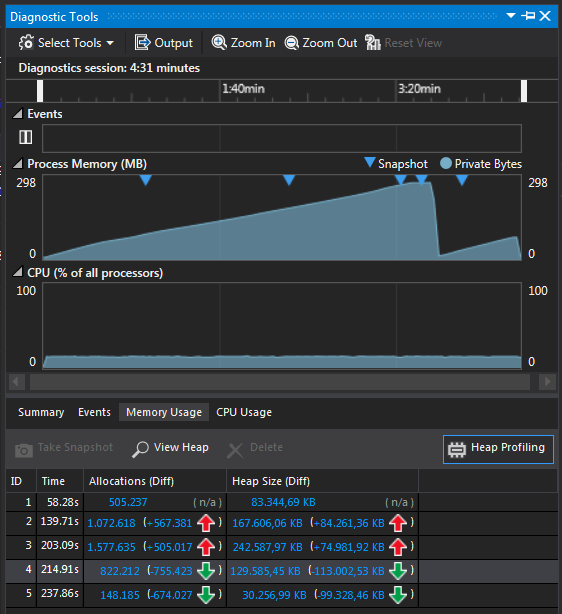 Diagnostic Tools
Select Tools Output Zoom In Zoom Out Reset View
Diagnostics session: 4:31 minutes
1:40min 3:20min
Events
Process Memory (MB) Snapshot Private Bytes
298 298
0 0
CPU (% of all processors)
100 100
0 0
Summary Events Memory Usage CPU Usage
Take Snapshot View Heap Delete Heap Profiling
ID Time Allocations (Diff) Heap Size (Diff)
1 58.28s 505.237 (n/a) 83.344,69 KB (n/a)
2 139.71s 1.072.618 (+567.381 ) 167.606,06 KB (+84.261,36 KB )
3 203.09s 1.577.635 (+505.017 ) 242.587,97 KB (+74.981,92 KB )
4 214.91s 822.212 (-755.423 ) 129.585,45 KB (-113.002,53 KB )
5 237.86s 148.185 (-674.027 ) 30.256,99 KB (-99.328,46 KB )